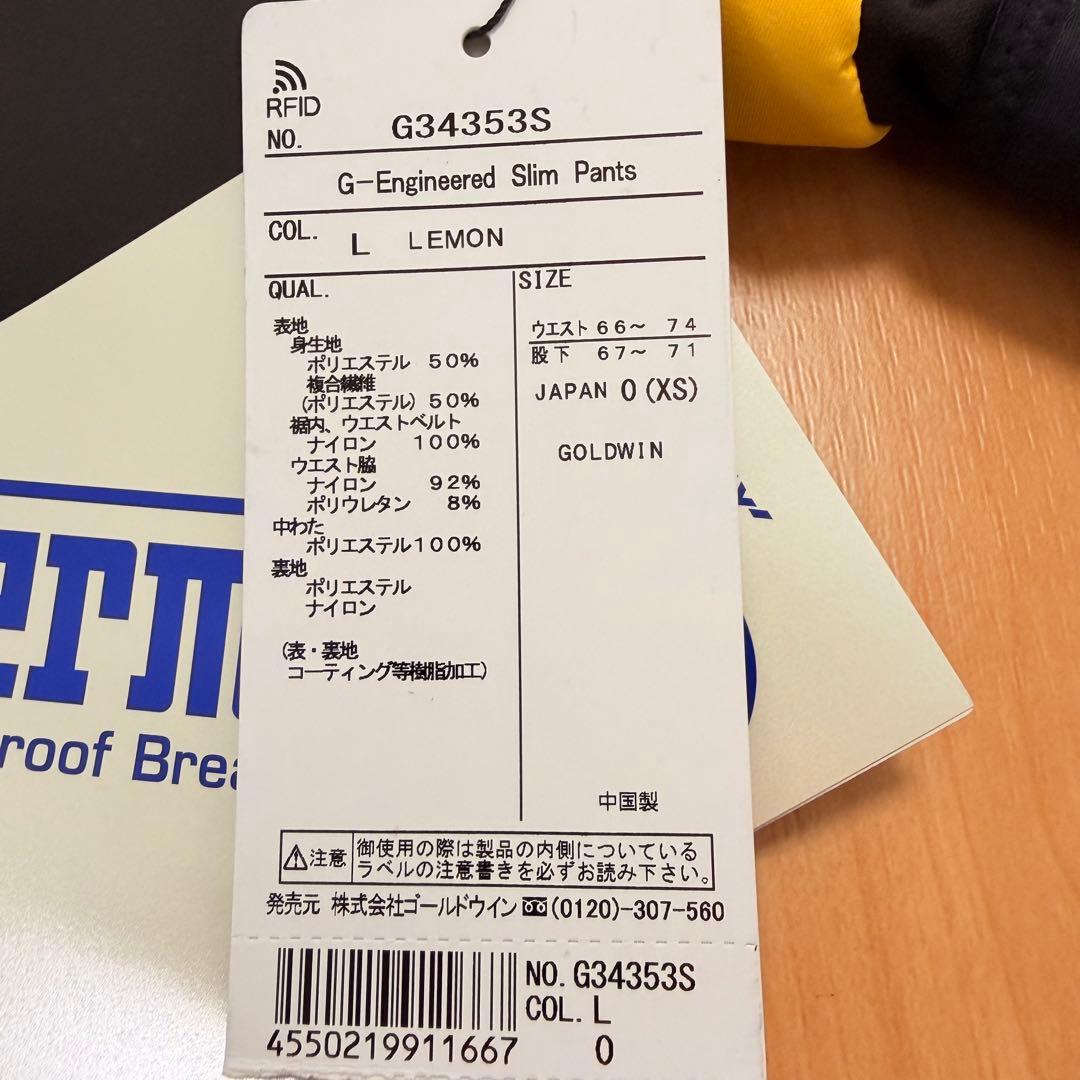 RFID
NO. G34353S
G-Engineered Slim Pants
COL. L LEMON
QUAL.
表地
身生地
ポリエステル 50%
複合繊維
(ポリエステル) 50%
裾内、ウエストベルト
ナイロン 100%
ウエスト脇
ナイロン 92%
ポリウレタン 8%
中わた
ポリエステル100%
裏地
ポリエステル
ナイロン
(表・裏地
コーティング等樹脂加工)
SIZE
ウエスト 66～ 74
股下 67～ 71
JAPAN 0 (XS)
GOLDWIN
中国製
注意
御使用の際は製品の内側についている
ラベルの注意書きを必ずお読み下さい。
発売元 株式会社ゴールドウイン (0120)-307-560
4550219911667
NO. G34353S
COL. L
0
roof Brea